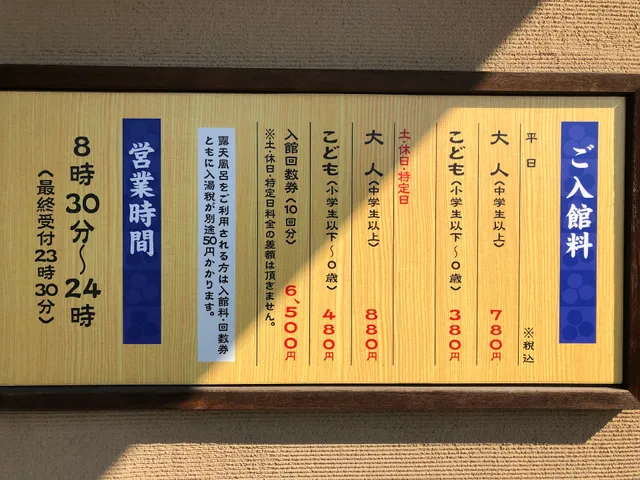 ご入館料
平日 ※税込
大人〈中学生以上〉 780円
こども〈小学生以下〜0歳〉 380円
土・休日・特定日
大人〈中学生以上〉 880円
こども〈小学生以下〜0歳〉 480円
入館回数券〈10回分〉 6,500円
※土・休日・特定日料金の差額は頂きません。
露天風呂をご利用される方は入館料・回数券
ともに入湯税が別途50円かかります。
営業時間
8時30分〜24時
〈最終受付23時30分〉